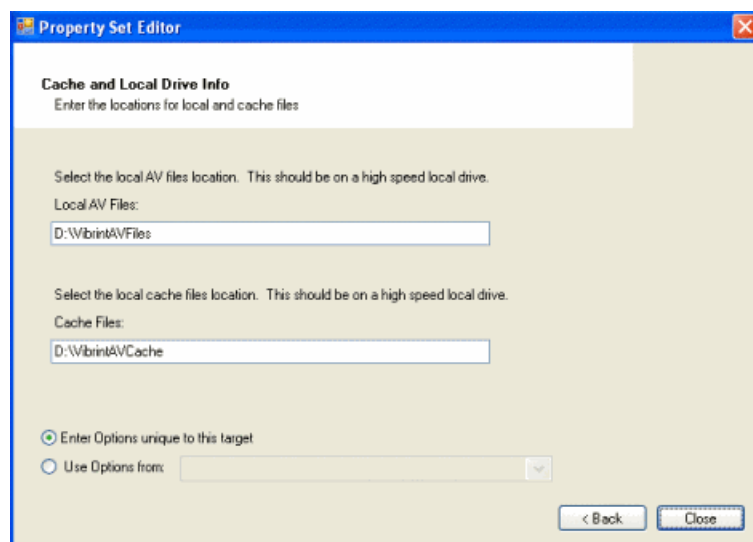 Property Set Editor
Cache and Local Drive Info
Enter the locations for local and cache files
Select the local AV files location.  This should be on a high speed local drive.
Local AV Files:
D:\VibrintAVFiles
Select the local cache files location.  This should be on a high speed local drive.
Cache Files:
D:\VibrintAVCache
Enter Options unique to this target
Use Options from:
< Back
Close